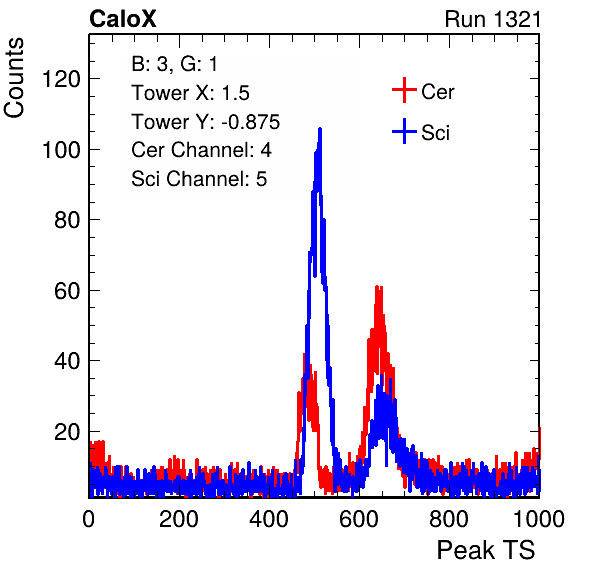 CaloX Run 1321
Counts
B: 3, G: 1
Tower X: 1.5
Tower Y: -0.875
Cer Channel: 4
Sci Channel: 5
Cer
Sci
120
100
80
60
40
20
0 200 400 600 800 1000
Peak TS